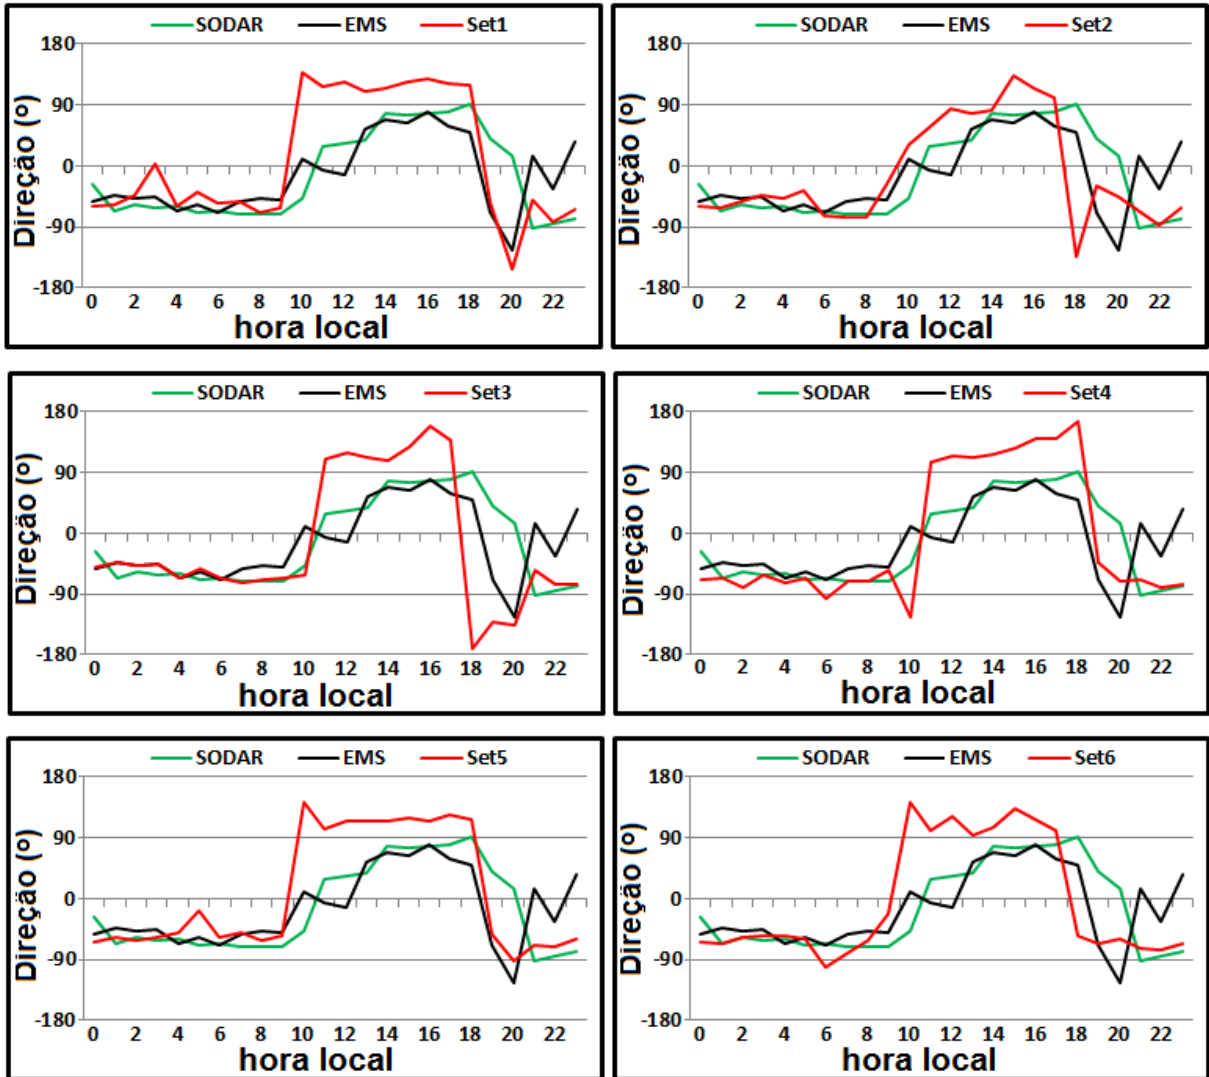 SODAR EMS Set1
Direção (º)
180
90
0
-90
-180
0 2 4 6 8 10 12 14 16 18 20 22
hora local
SODAR EMS Set2
Direção (º)
180
90
0
-90
-180
0 2 4 6 8 10 12 14 16 18 20 22
hora local
SODAR EMS Set3
Direção (º)
180
90
0
-90
-180
0 2 4 6 8 10 12 14 16 18 20 22
hora local
SODAR EMS Set4
Direção (º)
180
90
0
-90
-180
0 2 4 6 8 10 12 14 16 18 20 22
hora local
SODAR EMS Set5
Direção (º)
180
90
0
-90
-180
0 2 4 6 8 10 12 14 16 18 20 22
hora local
SODAR EMS Set6
Direção (º)
180
90
0
-90
-180
0 2 4 6 8 10 12 14 16 18 20 22
hora local